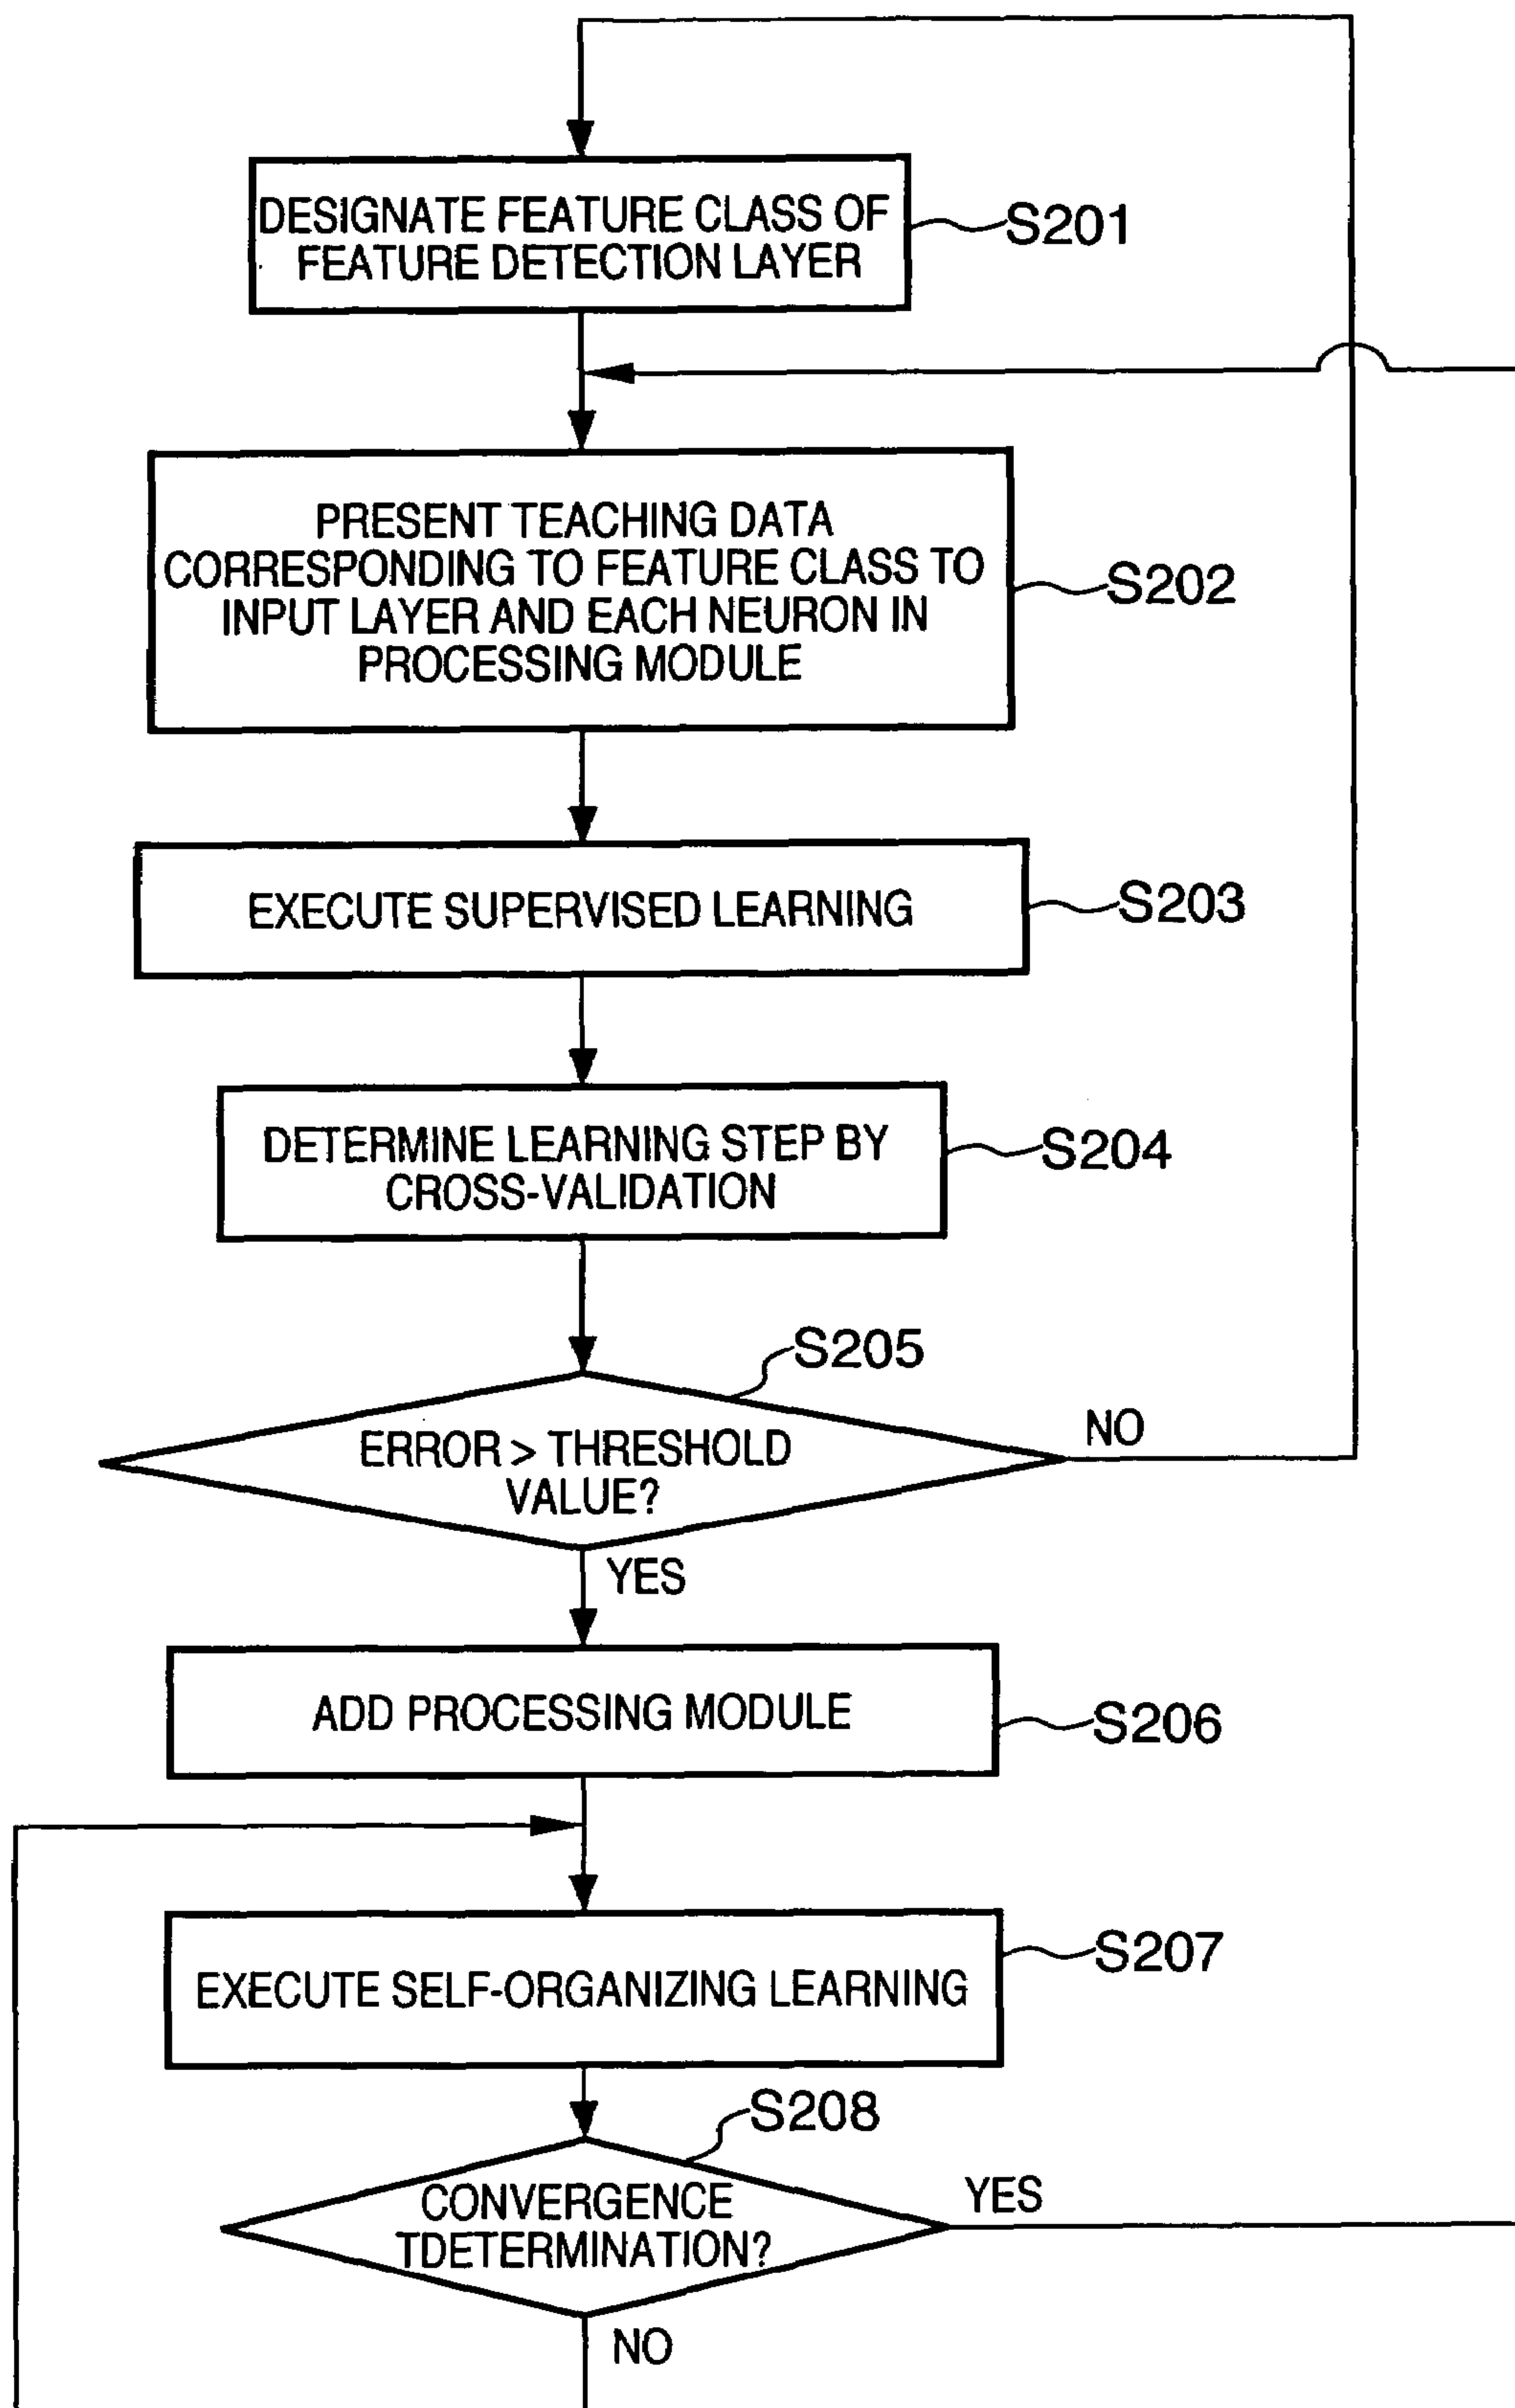 DESIGNATE FEATURE CLASS OF
FEATURE DETECTION LAYER
S201
PRESENT TEACHING DATA
CORRESPONDING TO FEATURE CLASS TO
INPUT LAYER AND EACH NEURON IN
PROCESSING MODULE
S202
EXECUTE SUPERVISED LEARNING
S203
DETERMINE LEARNING STEP BY
CROSS-VALIDATION
S204
S205
ERROR > THRESHOLD
VALUE?
NO
YES
ADD PROCESSING MODULE
S206
EXECUTE SELF-ORGANIZING LEARNING
S207
S208
CONVERGENCE
TDETERMINATION?
YES
NO